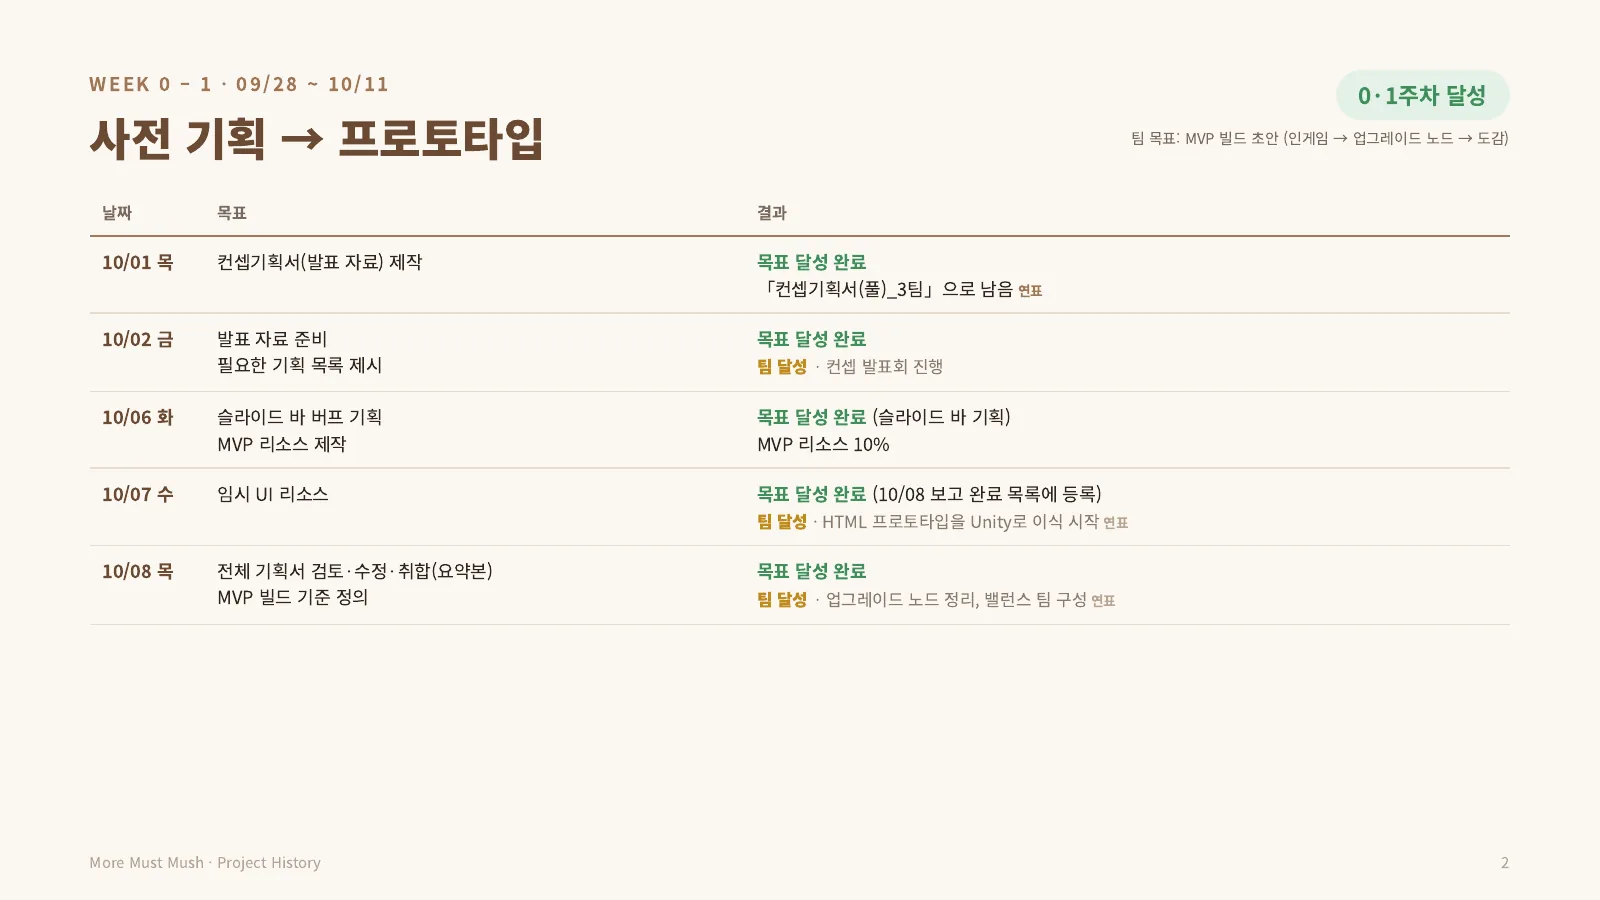 WEEK 0 – 1 · 09/28 ~ 10/11
사전 기획 → 프로토타입
0·1주차 달성
팀 목표: MVP 빌드 초안 (인게임 → 업그레이드 노드 → 도감)
날짜 목표 결과
10/01 목 컨셉기획서(발표 자료) 제작 목표 달성 완료
「컨셉기획서(풀)_3팀」으로 남음 연표
10/02 금 발표 자료 준비 목표 달성 완료
필요한 기획 목록 제시 팀 달성 · 컨셉 발표회 진행
10/06 화 슬라이드 바 버프 기획 목표 달성 완료 (슬라이드 바 기획)
MVP 리소스 제작 MVP 리소스 10%
10/07 수 임시 UI 리소스 목표 달성 완료 (10/08 보고 완료 목록에 등록)
팀 달성 · HTML 프로토타입을 Unity로 이식 시작 연표
10/08 목 전체 기획서 검토·수정·취합(요약본) 목표 달성 완료
MVP 빌드 기준 정의 팀 달성 · 업그레이드 노드 정리, 밸런스 팀 구성 연표
More Must Mush · Project History
2